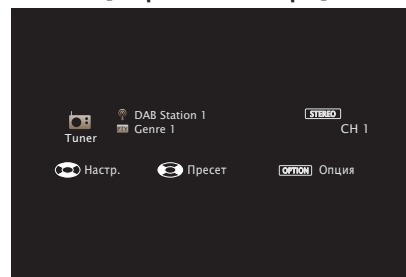 DAB Station 1
STEREO
Genre 1
CH 1
Tuner
Настр. Пресет OPTION Опция